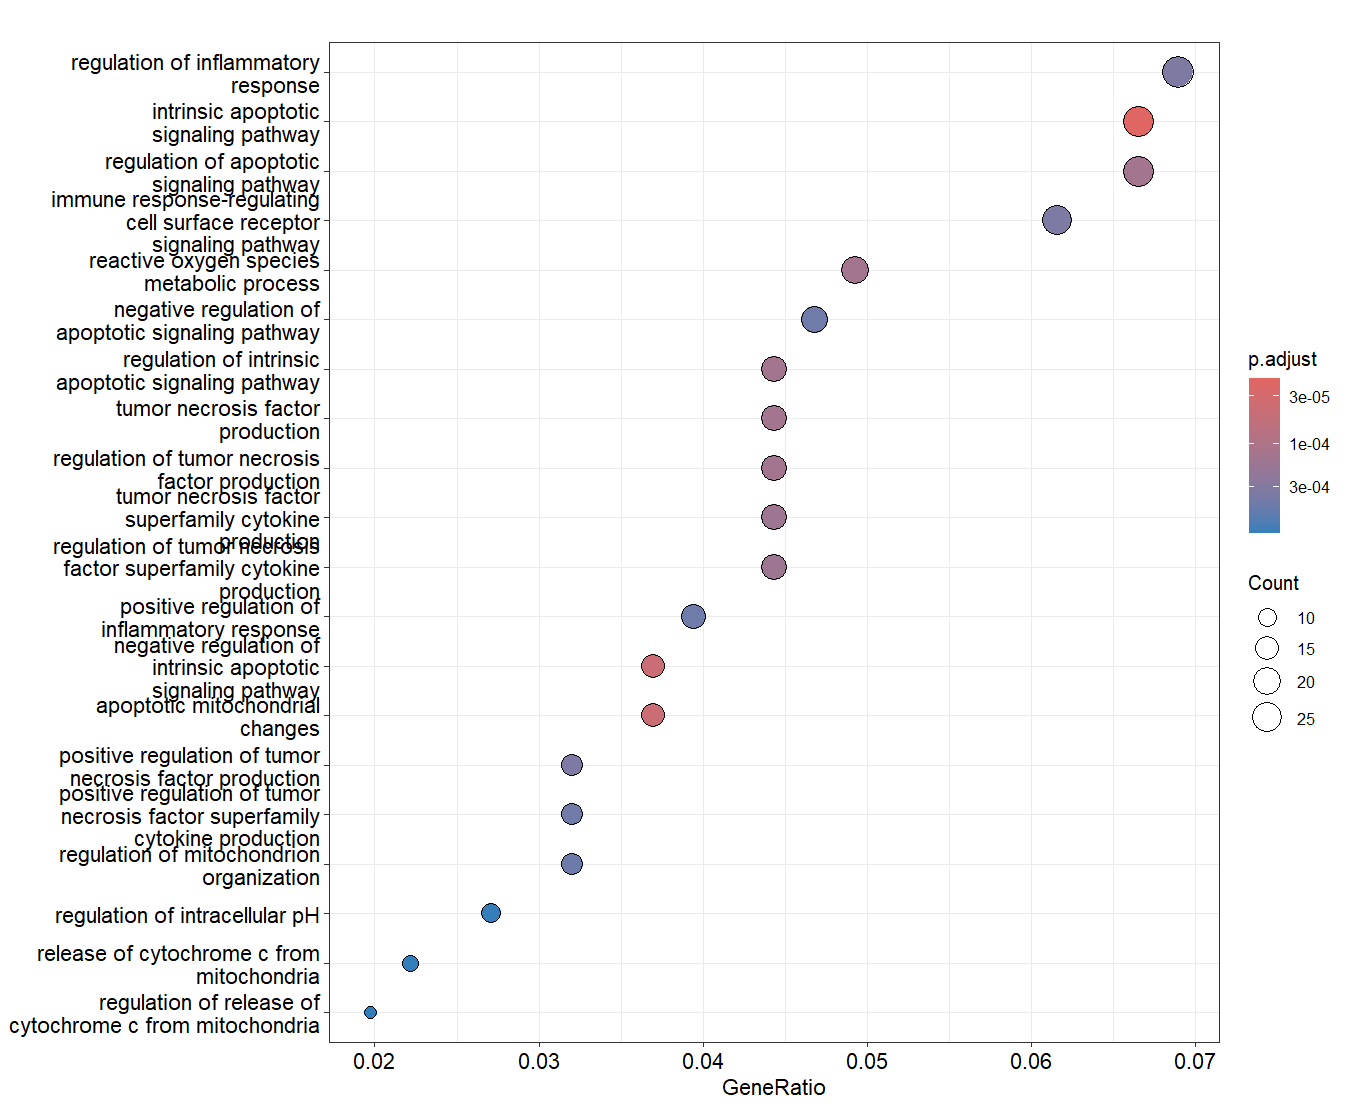 regulation of inflammatory
response
intrinsic apoptotic
signaling pathway
regulation of apoptotic
signaling pathway
immune response-regulating
cell surface receptor
signaling pathway
reactive oxygen species
metabolic process
negative regulation of
apoptotic signaling pathway
regulation of intrinsic
apoptotic signaling pathway
tumor necrosis factor
production
regulation of tumor necrosis
factor production
tumor necrosis factor
superfamily cytokine
production
regulation of tumor necrosis
factor superfamily cytokine
production
positive regulation of
inflammatory response
negative regulation of
intrinsic apoptotic
signaling pathway
apoptotic mitochondrial
changes
positive regulation of tumor
necrosis factor production
positive regulation of tumor
necrosis factor superfamily
cytokine production
regulation of mitochondrion
organization
regulation of intracellular pH
release of cytochrome c from
mitochondria
regulation of release of
cytochrome c from mitochondria
0.02 0.03 0.04 0.05 0.06 0.07
GeneRatio
p.adjust
3e-05
1e-04
3e-04
Count
10
15
20
25